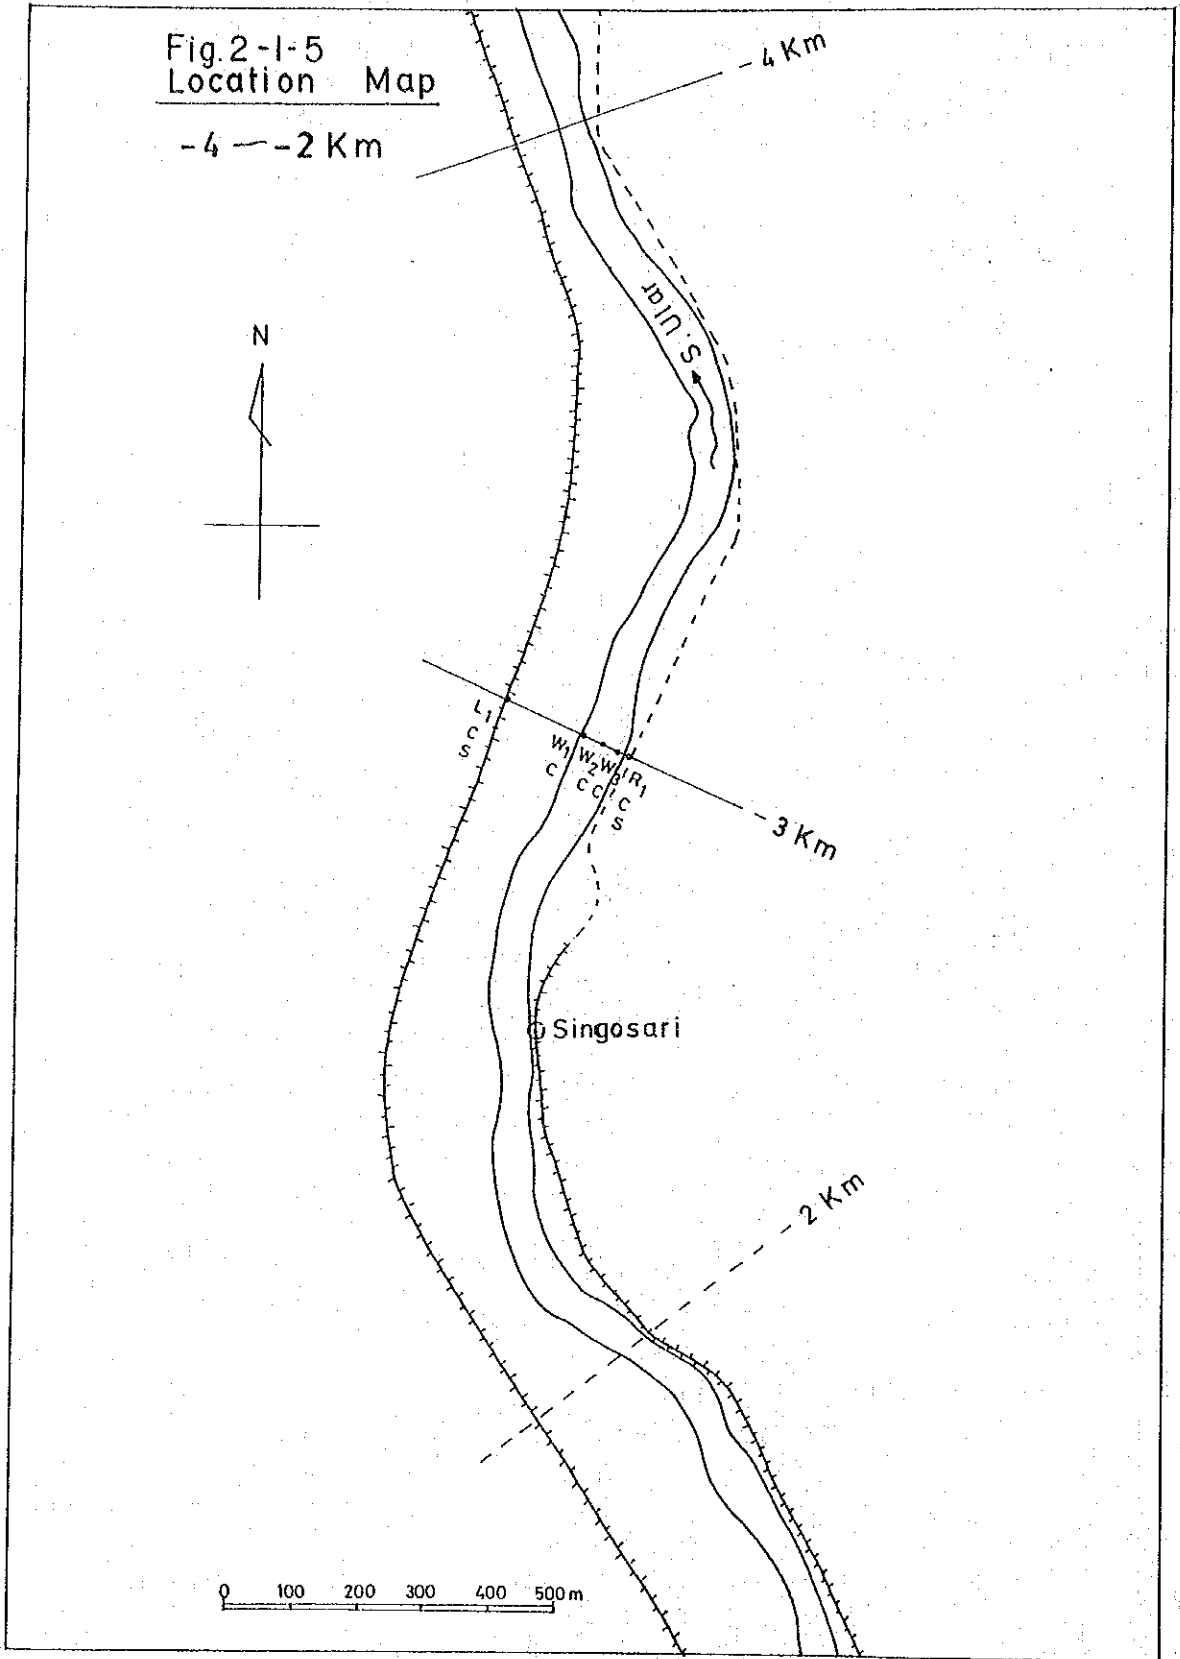 Fig. 2-1-5
Location Map
-4 — -2 Km
- 4 Km
N
S. Ular
L1
C
S
W1
C
W2
C
W3
C
R1
C
S
- 3 Km
Singosari
- 2 Km
0 100 200 300 400 500 m